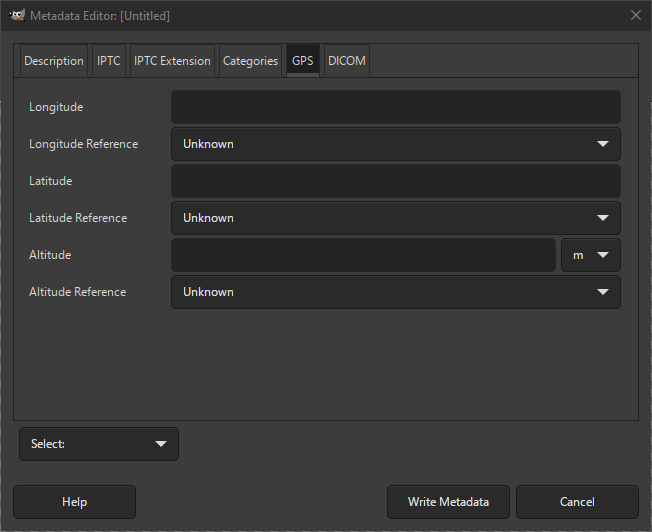 Metadata Editor: [Untitled]
Description IPTC IPTC Extension Categories GPS DICOM
Longitude
Longitude Reference Unknown
Latitude
Latitude Reference Unknown
Altitude m
Altitude Reference Unknown
Select:
Help Write Metadata Cancel